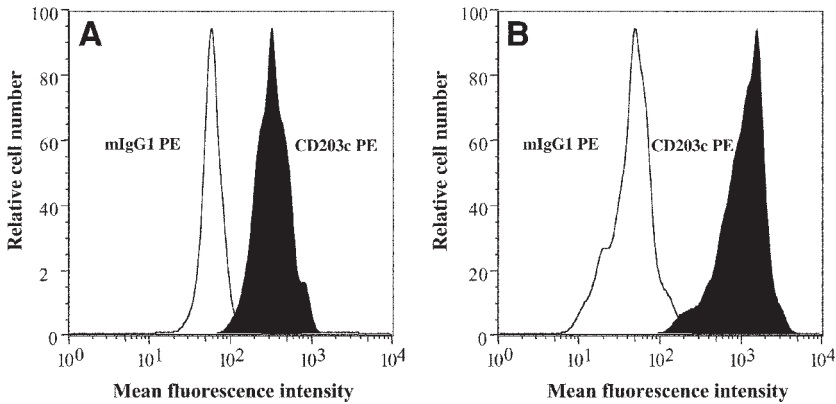 A
Relative cell number
100
80
60
40
2
0
mIgG1 PE
CD203c PE
10^0
10^1
10^2
10^3
10^4
Mean fluorescence intensity
B
Relative cell number
100
80
60
40
20
0
mIgG1 PE
CD203c PE
10^0
10^1
10^2
10^3
10^4
Mean fluorescence intensity